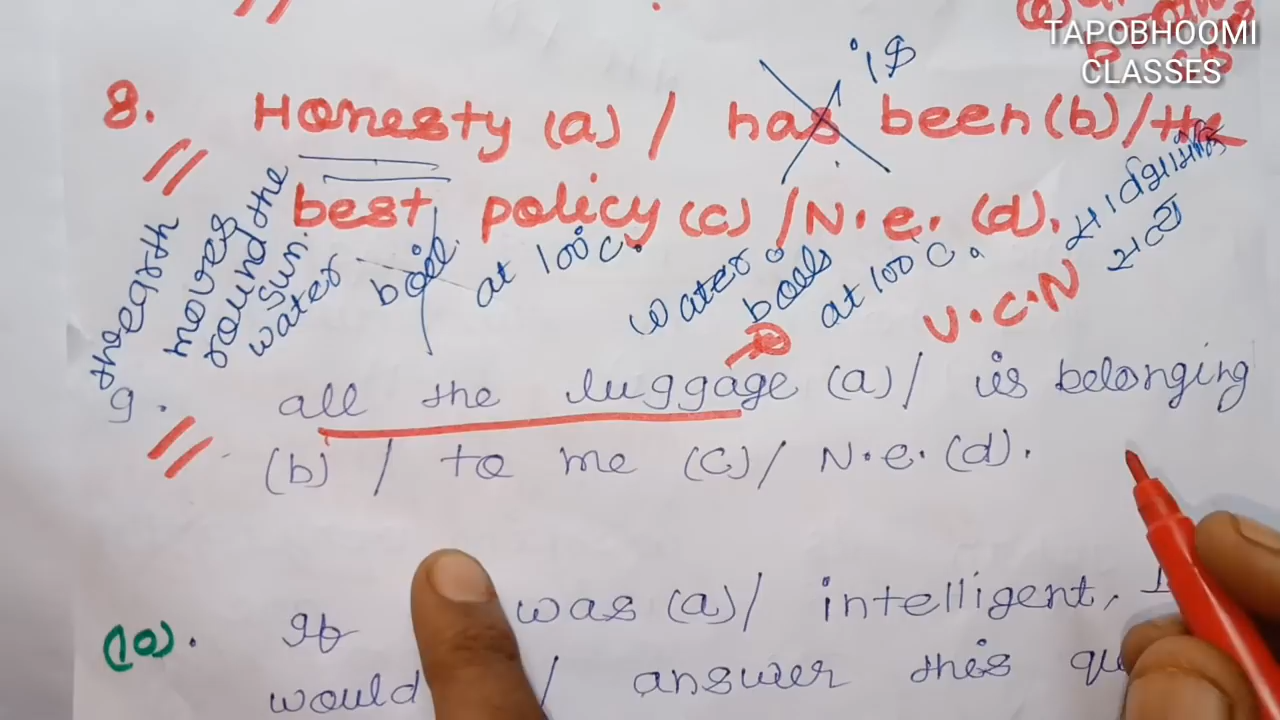 TAPOBHOOMI
CLASSES
is
8. Honesty (a) / has been (b) / the
best policy (c) / N.e. (d).
the earth
moves
round the
sun.
water boil at 100°C.
water boils
at 100°C.
सत्य
U.C.N
9. all the luggage (a) / is belonging
(b) / to me (c) / N.e. (d).
(10). If was (a) / intelligent, I
would / answer this qu